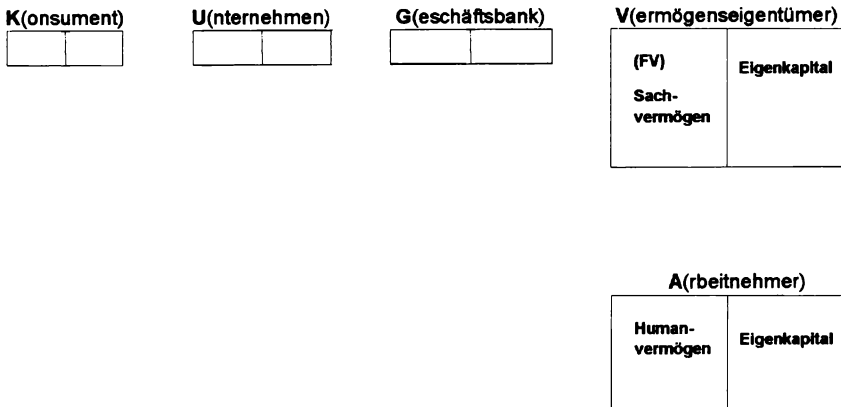 K(onsument) U(nternehmen) G(eschäftsbank) V(ermögenseigentümer)
(FV)
Sach-
vermögen
Eigenkapital
A(rbeitnehmer)
Human-
vermögen
Eigenkapital